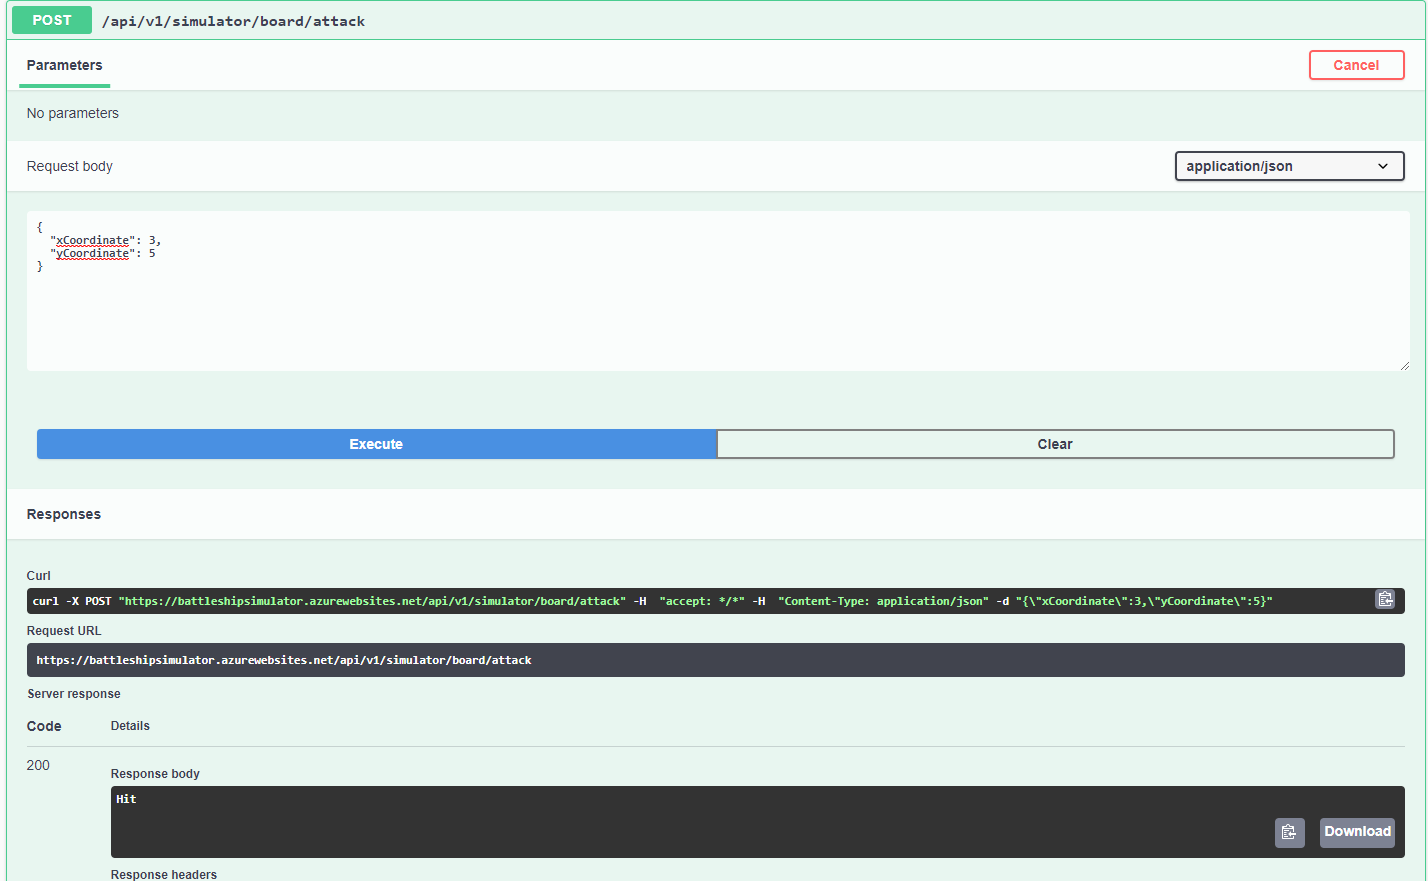 POST /api/v1/simulator/board/attack
Parameters Cancel
No parameters
Request body application/json
{
"xCoordinate": 3,
"yCoordinate": 5
}
Execute Clear
Responses
Curl
curl -X POST "https://battleshipsimulator.azurewebsites.net/api/v1/simulator/board/attack" -H  "accept: */*" -H  "Content-Type: application/json" -d "{\"xCoordinate\":3,\"yCoordinate\":5}"
Request URL
https://battleshipsimulator.azurewebsites.net/api/v1/simulator/board/attack
Server response
Code Details
200
Response body
Hit
Download
Response headers